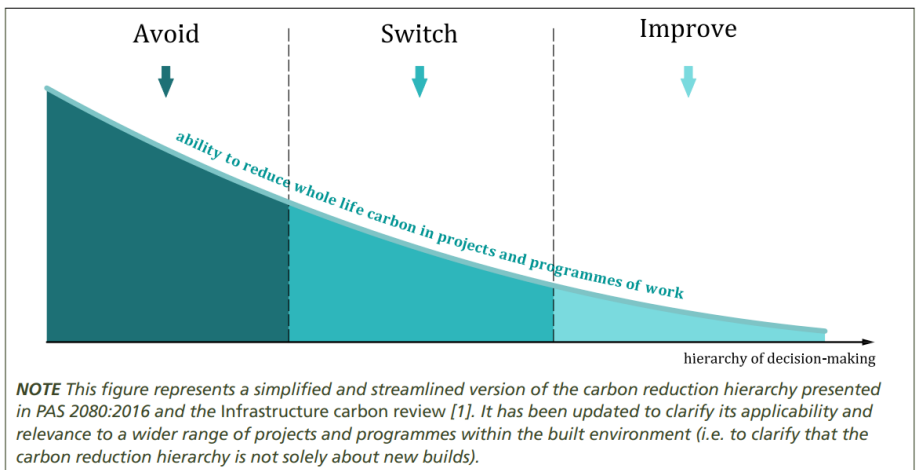 Avoid
Switch
Improve
ability to reduce whole life carbon in projects and programmes of work
hierarchy of decision-making
NOTE This figure represents a simplified and streamlined version of the carbon reduction hierarchy presented
in PAS 2080:2016 and the Infrastructure carbon review [1]. It has been updated to clarify its applicability and
relevance to a wider range of projects and programmes within the built environment (i.e. to clarify that the
carbon reduction hierarchy is not solely about new builds).